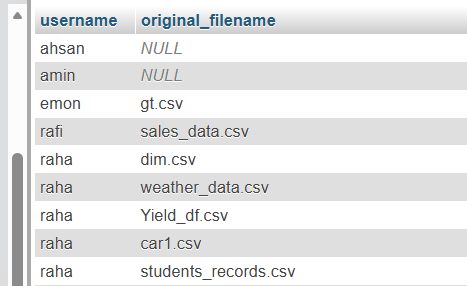 username original_filename
ahsan NULL
amin NULL
emon gt.csv
rafi sales_data.csv
raha dim.csv
raha weather_data.csv
raha Yield_df.csv
raha car1.csv
raha students_records.csv